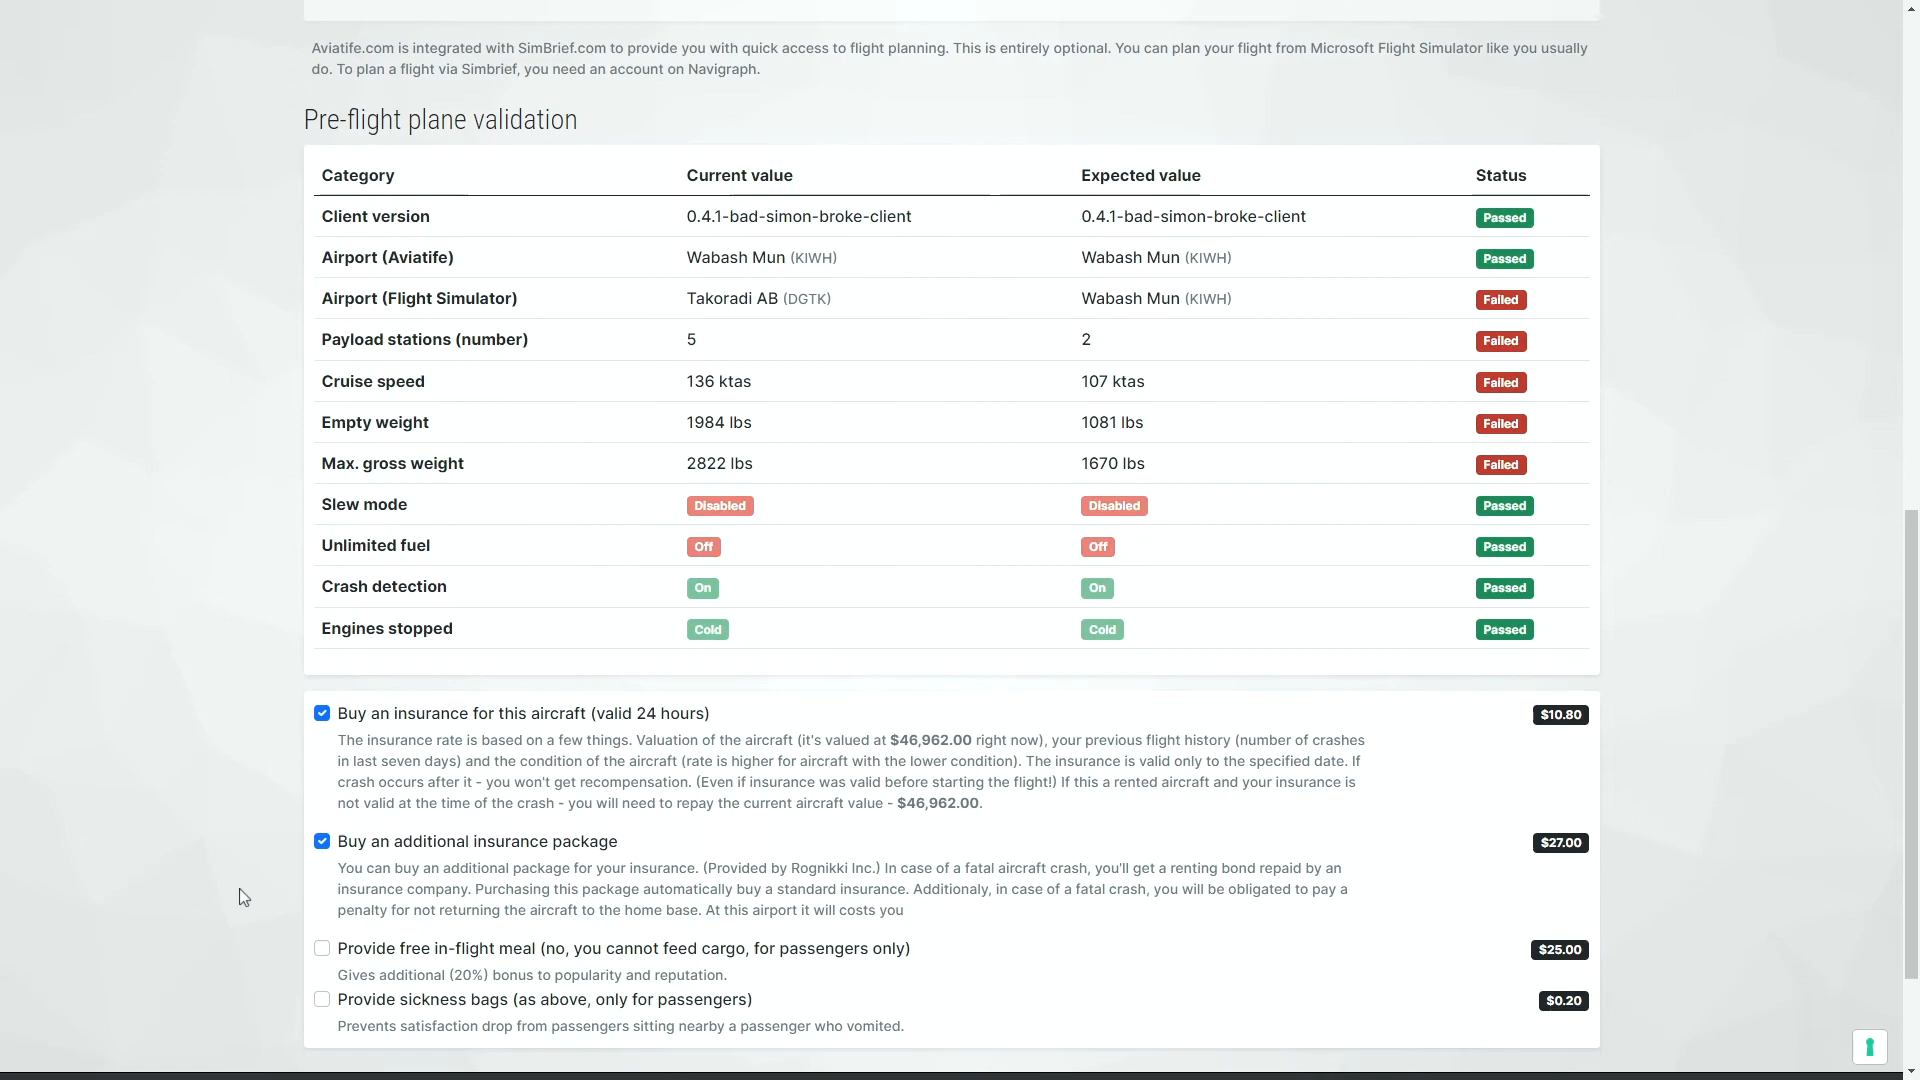 Aviatife.com is integrated with SimBrief.com to provide you with quick access to flight planning. This is entirely optional. You can plan your flight from Microsoft Flight Simulator like you usually
do. To plan a flight via Simbrief, you need an account on Navigraph.
Pre-flight plane validation
Category Current value Expected value Status
Client version 0.4.1-bad-simon-broke-client 0.4.1-bad-simon-broke-client Passed
Airport (Aviatife) Wabash Mun (KIWH) Wabash Mun (KIWH) Passed
Airport (Flight Simulator) Takoradi AB (DGTK) Wabash Mun (KIWH) Failed
Payload stations (number) 5 2 Failed
Cruise speed 136 ktas 107 ktas Failed
Empty weight 1984 lbs 1081 lbs Failed
Max. gross weight 2822 lbs 1670 lbs Failed
Slew mode Disabled Disabled Passed
Unlimited fuel Off Off Passed
Crash detection On On Passed
Engines stopped Cold Cold Passed
Buy an insurance for this aircraft (valid 24 hours) $10.80
The insurance rate is based on a few things. Valuation of the aircraft (it's valued at $46,962.00 right now), your previous flight history (number of crashes
in last seven days) and the condition of the aircraft (rate is higher for aircraft with the lower condition). The insurance is valid only to the specified date. If
crash occurs after it - you won't get recompensation. (Even if insurance was valid before starting the flight!) If this a rented aircraft and your insurance is
not valid at the time of the crash - you will need to repay the current aircraft value - $46,962.00.
Buy an additional insurance package $27.00
You can buy an additional package for your insurance. (Provided by Rognikki Inc.) In case of a fatal aircraft crash, you'll get a renting bond repaid by an
insurance company. Purchasing this package automatically buy a standard insurance. Additionaly, in case of a fatal crash, you will be obligated to pay a
penalty for not returning the aircraft to the home base. At this airport it will costs you
Provide free in-flight meal (no, you cannot feed cargo, for passengers only) $25.00
Gives additional (20%) bonus to popularity and reputation.
Provide sickness bags (as above, only for passengers) $0.20
Prevents satisfaction drop from passengers sitting nearby a passenger who vomited.